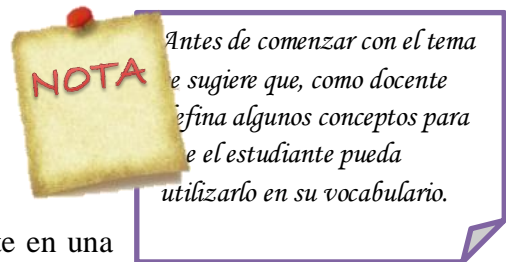 NOTA
Antes de comenzar con el tema
e sugiere que, como docente
efina algunos conceptos para
e el estudiante pueda
utilizarlo en su vocabulario.
te en una